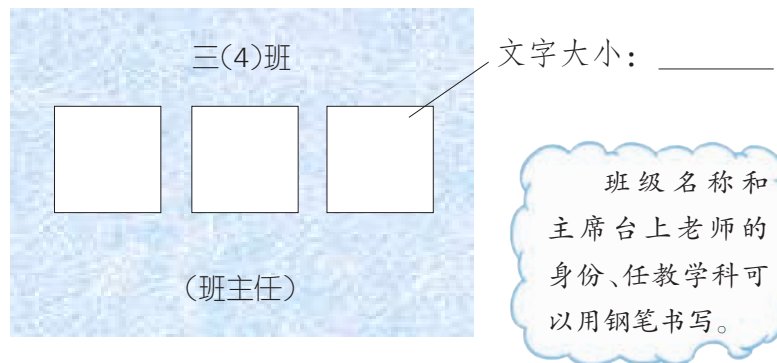 三(4)班
文字大小：________
班级名称和
主席台上老师的
身份、任教学科可
以用钢笔书写。
(班主任)